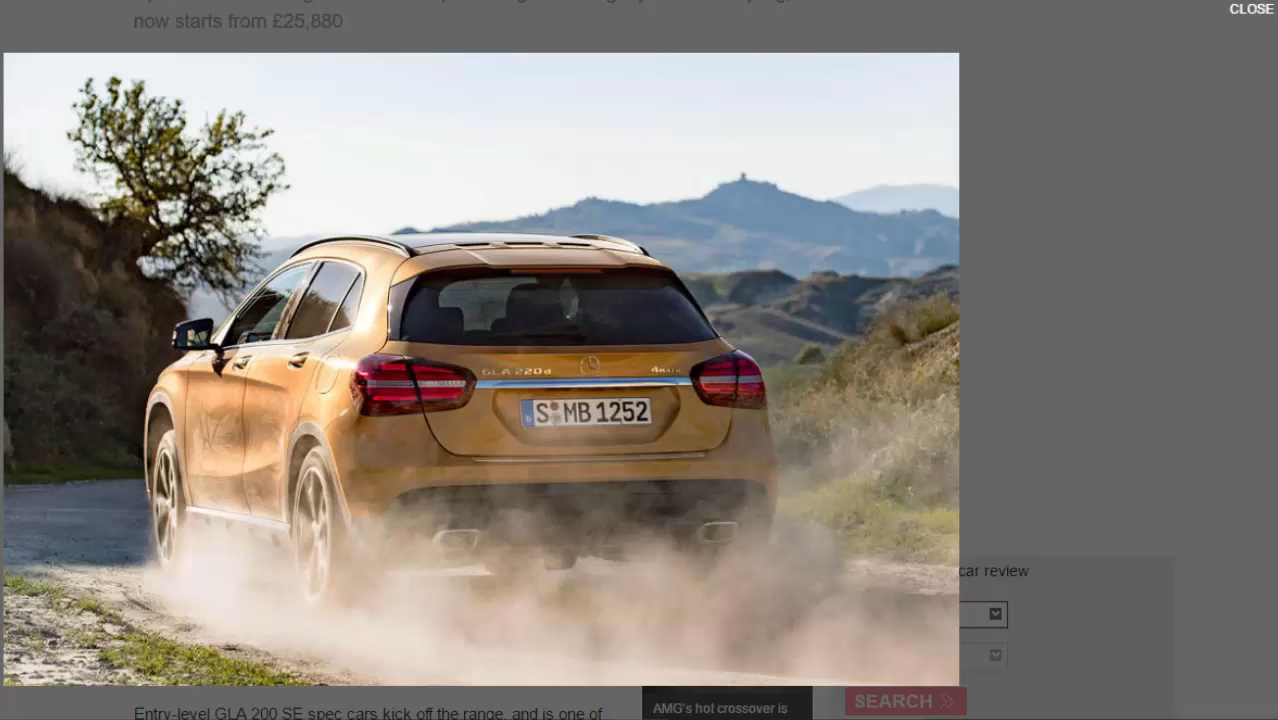 now starts from £25,880
CLOSE
GLA 220d
4MATIC
S MB 1252
D
car review
SEARCH
Entry-level GLA 200 SE spec cars kick off the range, and is one of
AMG's hot crossover is